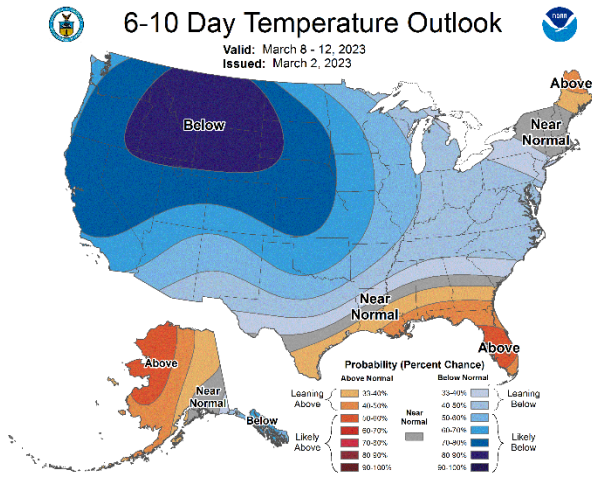 6-10 Day Temperature Outlook
Valid: March 8 - 12, 2023
Issued: March 2, 2023
noaa
Below
Above
Near
Normal
Near
Normal
Above
Above
Near
Normal
Below
Probability (Percent Chance)
Above Normal
Below Normal
Leaning
Above
33-40%
40-50%
Near
Normal
33-40%
40-50%
Leaning
Below
Likely
Above
50-60%
60-70%
70-80%
80-90%
90-100%
50-60%
60-70%
70-80%
80-90%
90-100%
Likely
Below